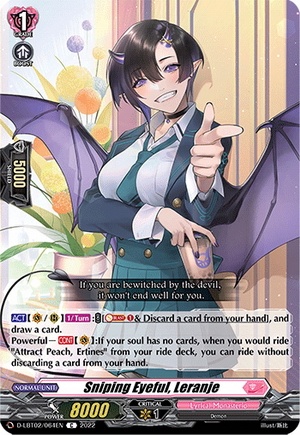 1
GRADE
BOOST
5000
SHIELD
If you are bewitched by the devil,
it won't end well for you.
ACT [ / ] 1/Turn : [ BLAST 1 & Discard a card from your hand], and
draw a card.
Powerful— CONT [ ]:If your soul has no cards, when you would ride
"Attract Peach, Ertines" from your ride deck, you can ride without
discarding a card from your hand.
NORMAL UNIT
Sniping Eyeful, Leranje
Lyrical Monasterio
POWER 8000
CRITICAL 1
Demon
D-LBT02/064EN C 2022